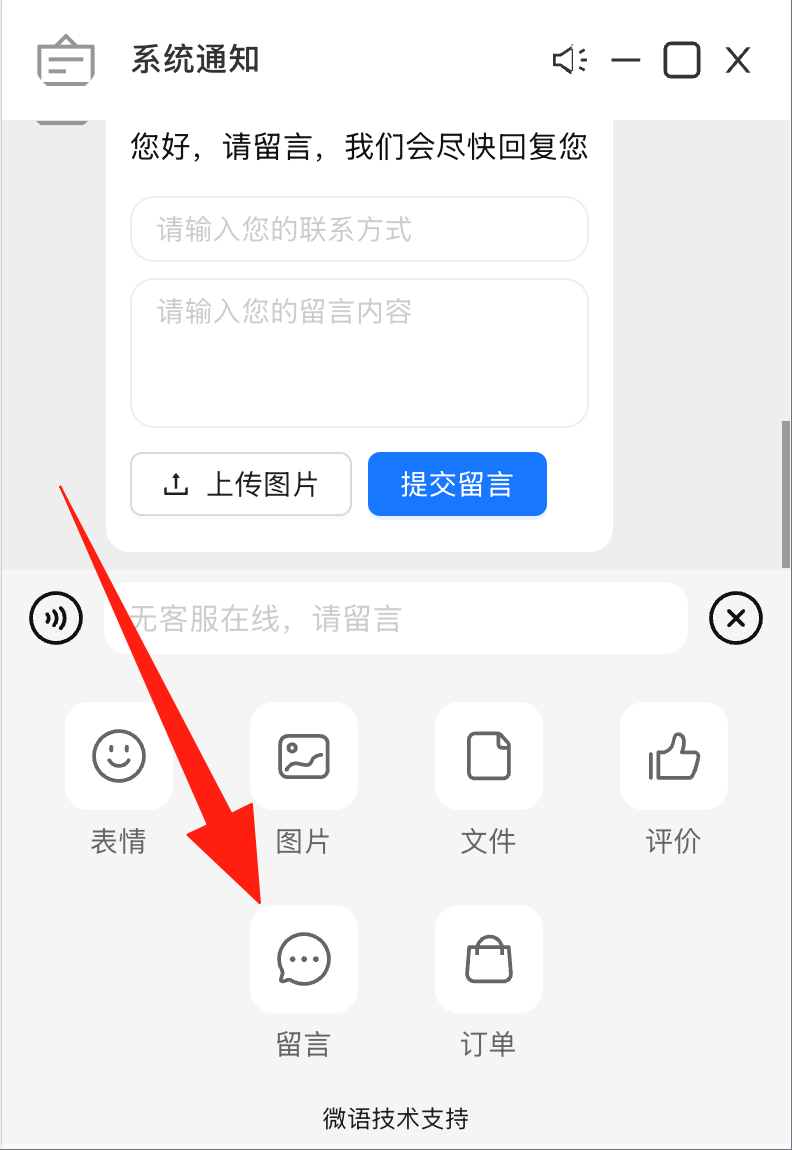 系统通知
您好，请留言，我们会尽快回复您
请输入您的联系方式
请输入您的留言内容
上传图片
提交留言
无客服在线，请留言
表情
图片
文件
评价
留言
订单
微语技术支持